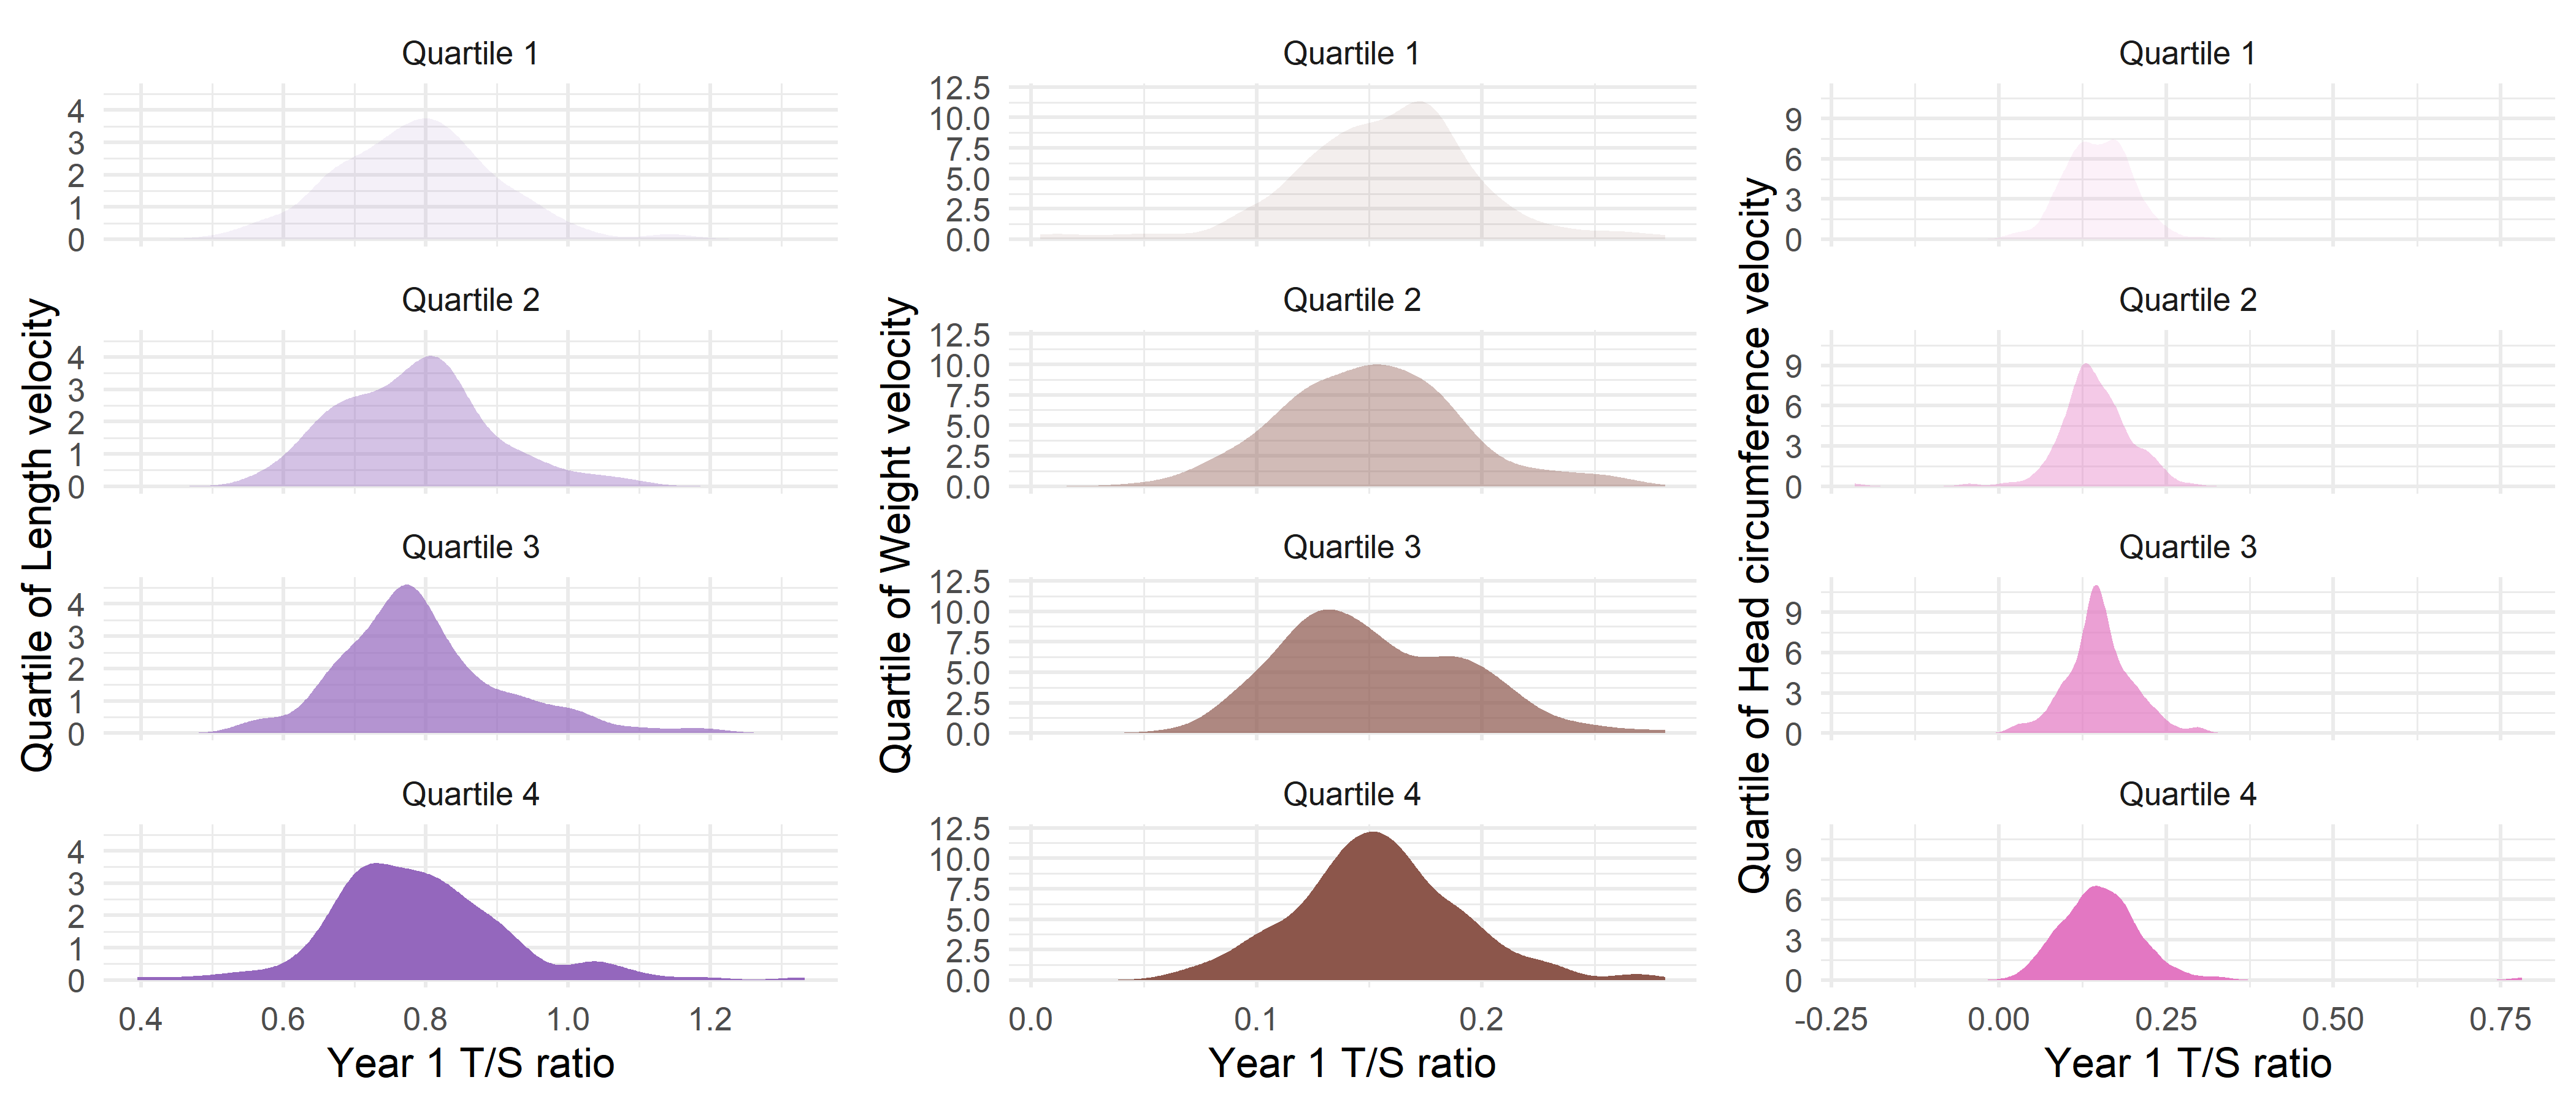 Quartile of Length velocity
Quartile 1
4
3
2
1
0
Quartile 2
4
3
2
1
0
Quartile 3
4
3
2
1
0
Quartile 4
4
3
2
1
0
0.4 0.6 0.8 1.0 1.2
Year 1 T/S ratio
Quartile of Weight velocity
Quartile 1
12.5
10.0
7.5
5.0
2.5
0.0
Quartile 2
12.5
10.0
7.5
5.0
2.5
0.0
Quartile 3
12.5
10.0
7.5
5.0
2.5
0.0
Quartile 4
12.5
10.0
7.5
5.0
2.5
0.0
0.0 0.1 0.2
Year 1 T/S ratio
Quartile of Head circumference velocity
Quartile 1
9
6
3
0
Quartile 2
9
6
3
0
Quartile 3
9
6
3
0
Quartile 4
9
6
3
0
-0.25 0.00 0.25 0.50 0.75
Year 1 T/S ratio